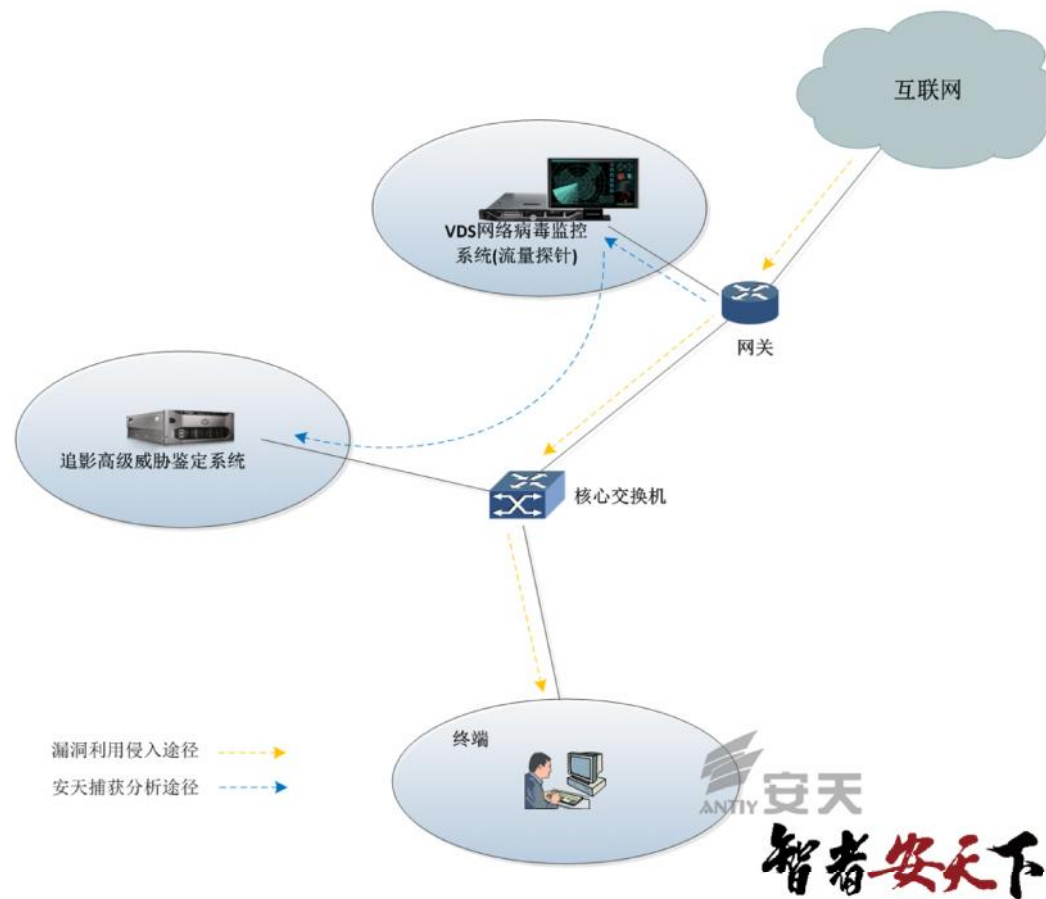 互联网
VDS网络病毒监控
系统(流量探针)
网关
追影高级威胁鉴定系统
核心交换机
终端
漏洞利用侵入途径
安天捕获分析途径
ANTIY 安天
智者安天下